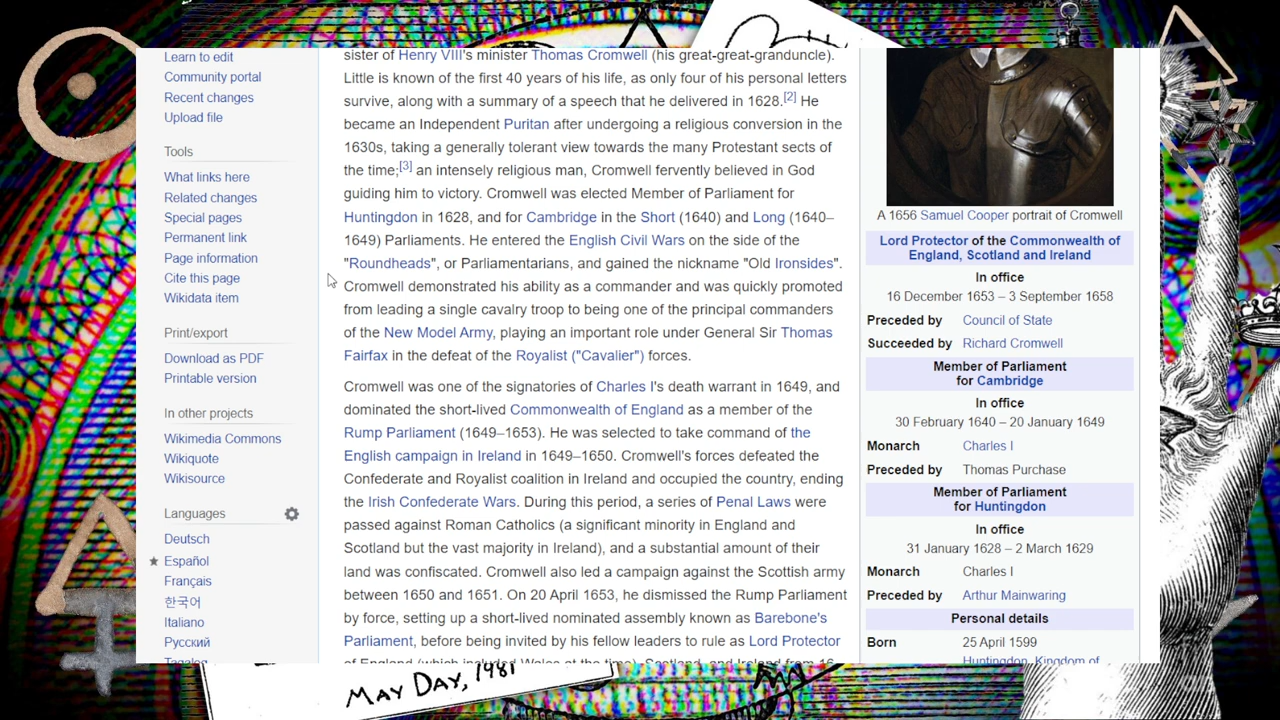 Learn to edit
Community portal
Recent changes
Upload file
Tools
What links here
Related changes
Special pages
Permanent link
Page information
Cite this page
Wikidata item
Print/export
Download as PDF
Printable version
In other projects
Wikimedia Commons
Wikiquote
Wikisource
Languages
Deutsch
Español
Français
한국어
Italiano
Русский
Tagalog
sister of Henry VIII's minister Thomas Cromwell (his great-great-granduncle).
Little is known of the first 40 years of his life, as only four of his personal letters
survive, along with a summary of a speech that he delivered in 1628.[2] He
became an Independent Puritan after undergoing a religious conversion in the
1630s, taking a generally tolerant view towards the many Protestant sects of
the time;[3] an intensely religious man, Cromwell fervently believed in God
guiding him to victory. Cromwell was elected Member of Parliament for
Huntingdon in 1628, and for Cambridge in the Short (1640) and Long (1640–
1649) Parliaments. He entered the English Civil Wars on the side of the
"Roundheads", or Parliamentarians, and gained the nickname "Old Ironsides".
Cromwell demonstrated his ability as a commander and was quickly promoted
from leading a single cavalry troop to being one of the principal commanders
of the New Model Army, playing an important role under General Sir Thomas
Fairfax in the defeat of the Royalist ("Cavalier") forces.
Cromwell was one of the signatories of Charles I's death warrant in 1649, and
dominated the short-lived Commonwealth of England as a member of the
Rump Parliament (1649–1653). He was selected to take command of the
English campaign in Ireland in 1649–1650. Cromwell's forces defeated the
Confederate and Royalist coalition in Ireland and occupied the country, ending
the Irish Confederate Wars. During this period, a series of Penal Laws were
passed against Roman Catholics (a significant minority in England and
Scotland but the vast majority in Ireland), and a substantial amount of their
land was confiscated. Cromwell also led a campaign against the Scottish army
between 1650 and 1651. On 20 April 1653, he dismissed the Rump Parliament
by force, setting up a short-lived nominated assembly known as Barebone's
Parliament, before being invited by his fellow leaders to rule as Lord Protector
of England (which included Wales at the time), Scotland, and Ireland from 16
A 1656 Samuel Cooper portrait of Cromwell
Lord Protector of the Commonwealth of
England, Scotland and Ireland
In office
16 December 1653 – 3 September 1658
Preceded by Council of State
Succeeded by Richard Cromwell
Member of Parliament
for Cambridge
In office
30 February 1640 – 20 January 1649
Monarch Charles I
Preceded by Thomas Purchase
Member of Parliament
for Huntingdon
In office
31 January 1628 – 2 March 1629
Monarch Charles I
Preceded by Arthur Mainwaring
Personal details
Born 25 April 1599
Huntingdon, Kingdom of
MAY DAY, 1981